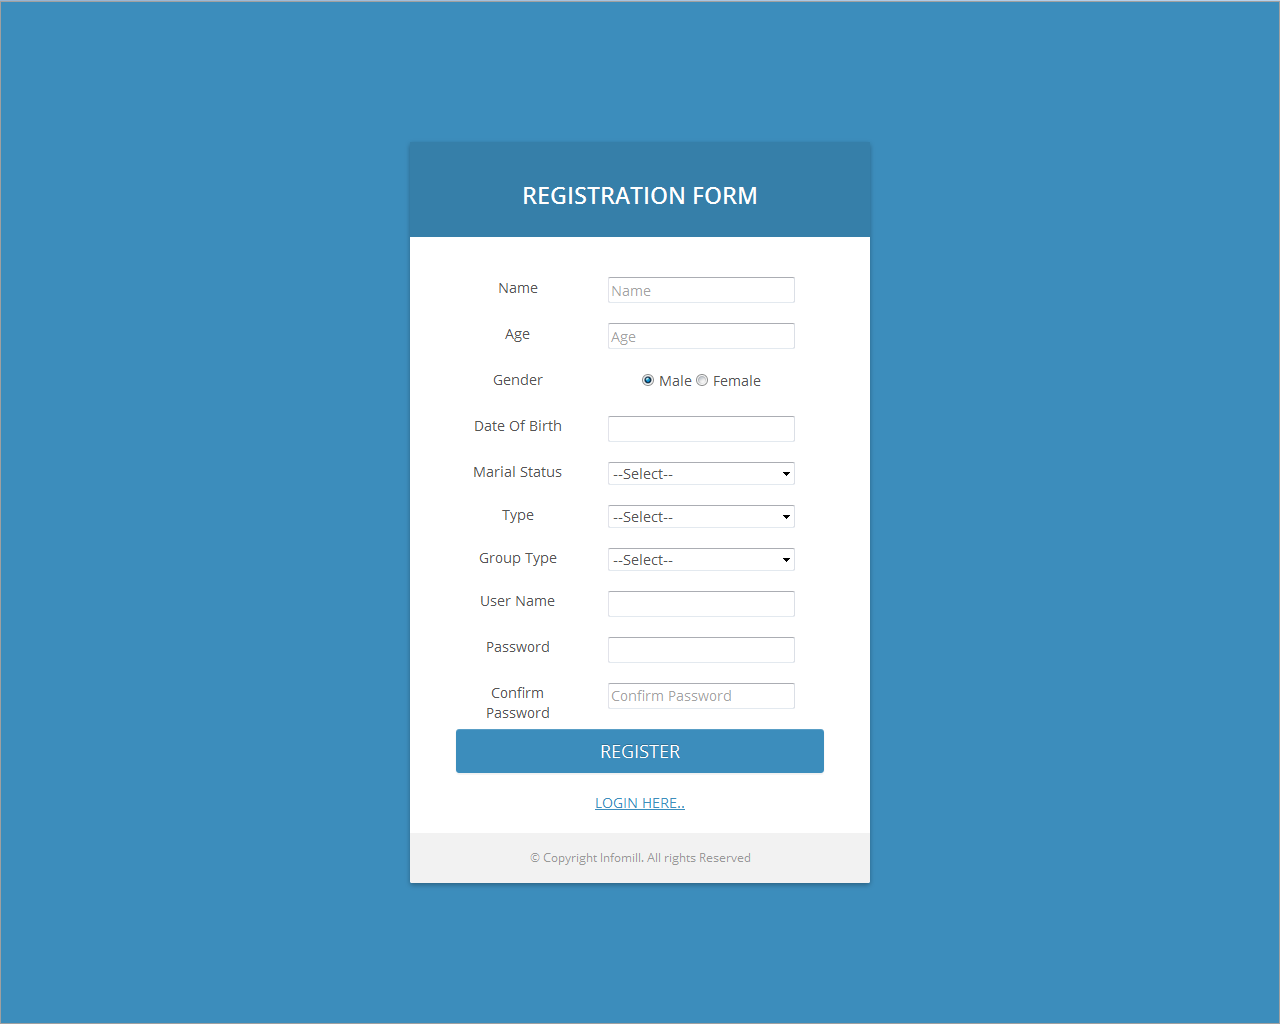 REGISTRATION FORM
Name Name
Age Age
Gender Male Female
Date Of Birth
Marial Status --Select--
Type --Select--
Group Type --Select--
User Name
Password
Confirm Password Confirm Password
REGISTER
LOGIN HERE..
© Copyright Infomill. All rights Reserved